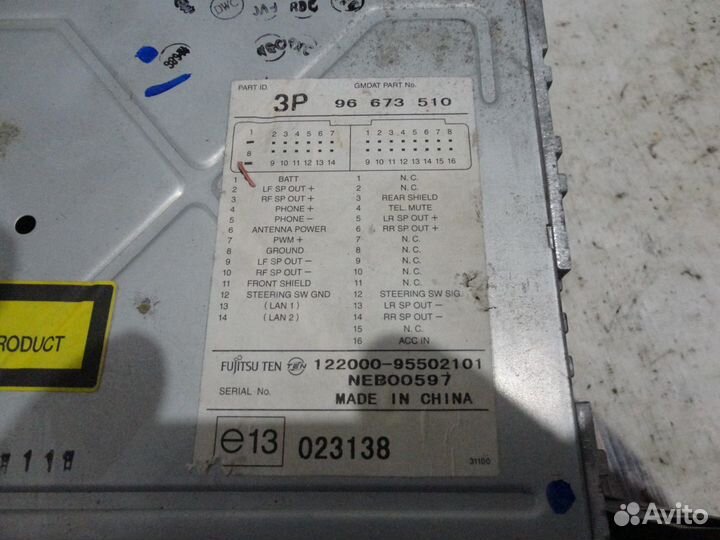 DWC JAY RDC
PART ID. GMDAT PART No.
3P 96 673 510
1 2 3 4 5 6 7 1 2 3 4 5 6 7 8
8 9 10 11 12 13 14 9 10 11 12 13 14 15 16
1 BATT 1 N.C.
2 LF SP OUT + 2 N.C.
3 RF SP OUT + 3 REAR SHIELD
4 PHONE + 4 TEL. MUTE
5 PHONE − 5 LR SP OUT +
6 ANTENNA POWER 6 RR SP OUT +
7 PWM + 7 N.C.
8 GROUND 8 N.C.
9 LF SP OUT − 9 N.C.
10 RF SP OUT − 10 N.C.
11 FRONT SHIELD 11 N.C.
12 STEERING SW GND 12 STEERING SW SIG.
13 ( LAN 1 ) 13 LR SP OUT −
14 ( LAN 2 ) 14 RR SP OUT −
15 N.C.
16 ACC IN
RODUCT
FUJITSU TEN TEN 122000-95502101
NEB00597
SERIAL No. MADE IN CHINA
e13 023138
3110C
Avito